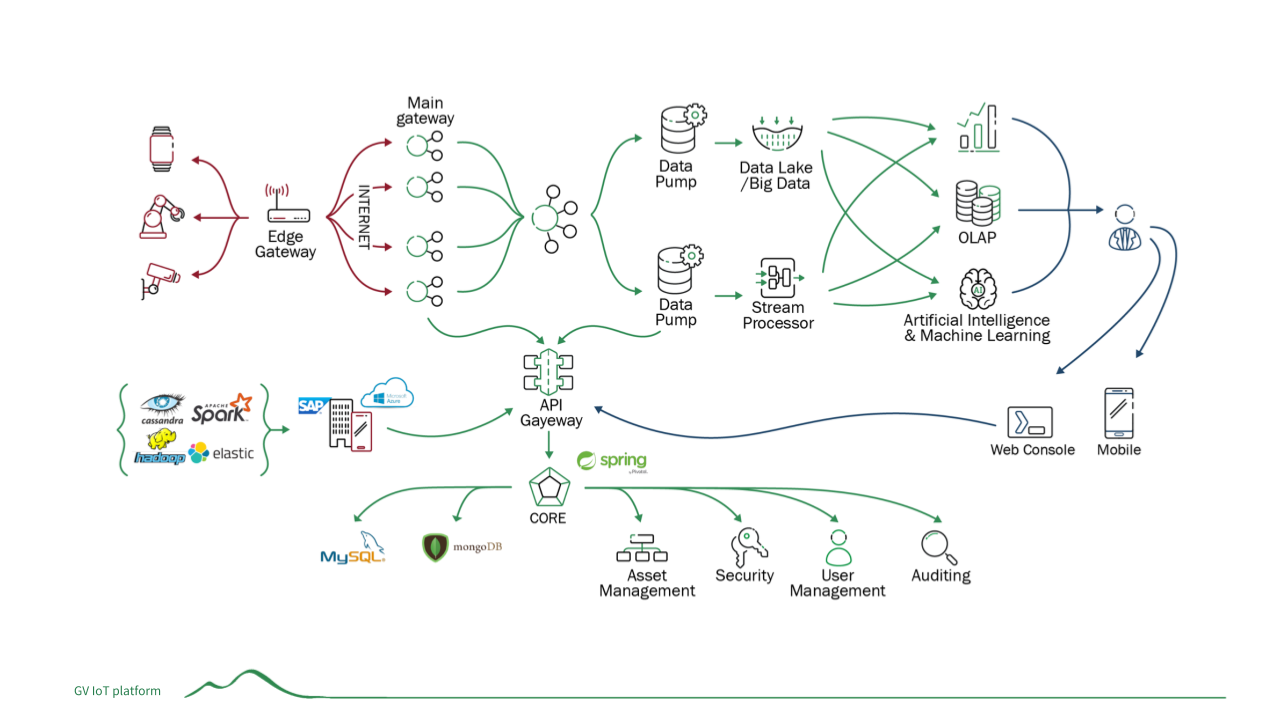 Main
gateway
Edge
Gateway
INTERNET
Data
Pump
Data Lake
/Big Data
OLAP
Data
Pump
Stream
Processor
AI
Artificial Intelligence
& Machine Learning
API
Gayeway
cassandra
APACHE
Spark
hadoop
elastic
SAP
Microsoft
Azure
Web Console
Mobile
spring
by Pivotal
CORE
MySQL
mongoDB
Asset
Management
Security
User
Management
Auditing
GV IoT platform